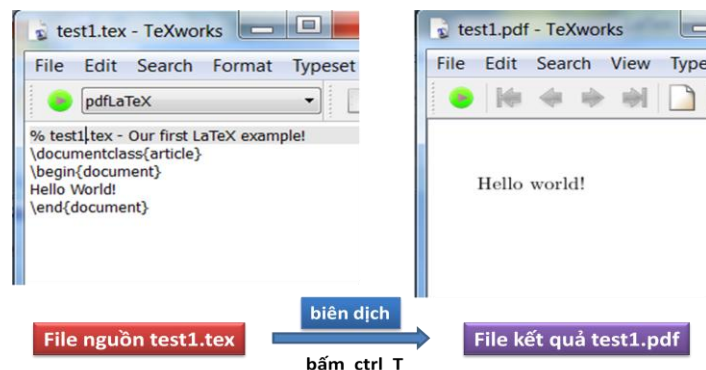 test1.tex - TeXworks
File Edit Search Format Typeset
pdfLaTeX
% test1.tex - Our first LaTeX example!
\documentclass{article}
\begin{document}
Hello World!
\end{document}
test1.pdf - TeXworks
File Edit Search View Type
Hello world!
File nguồn test1.tex
biên dịch
bấm ctrl T
File kết quả test1.pdf